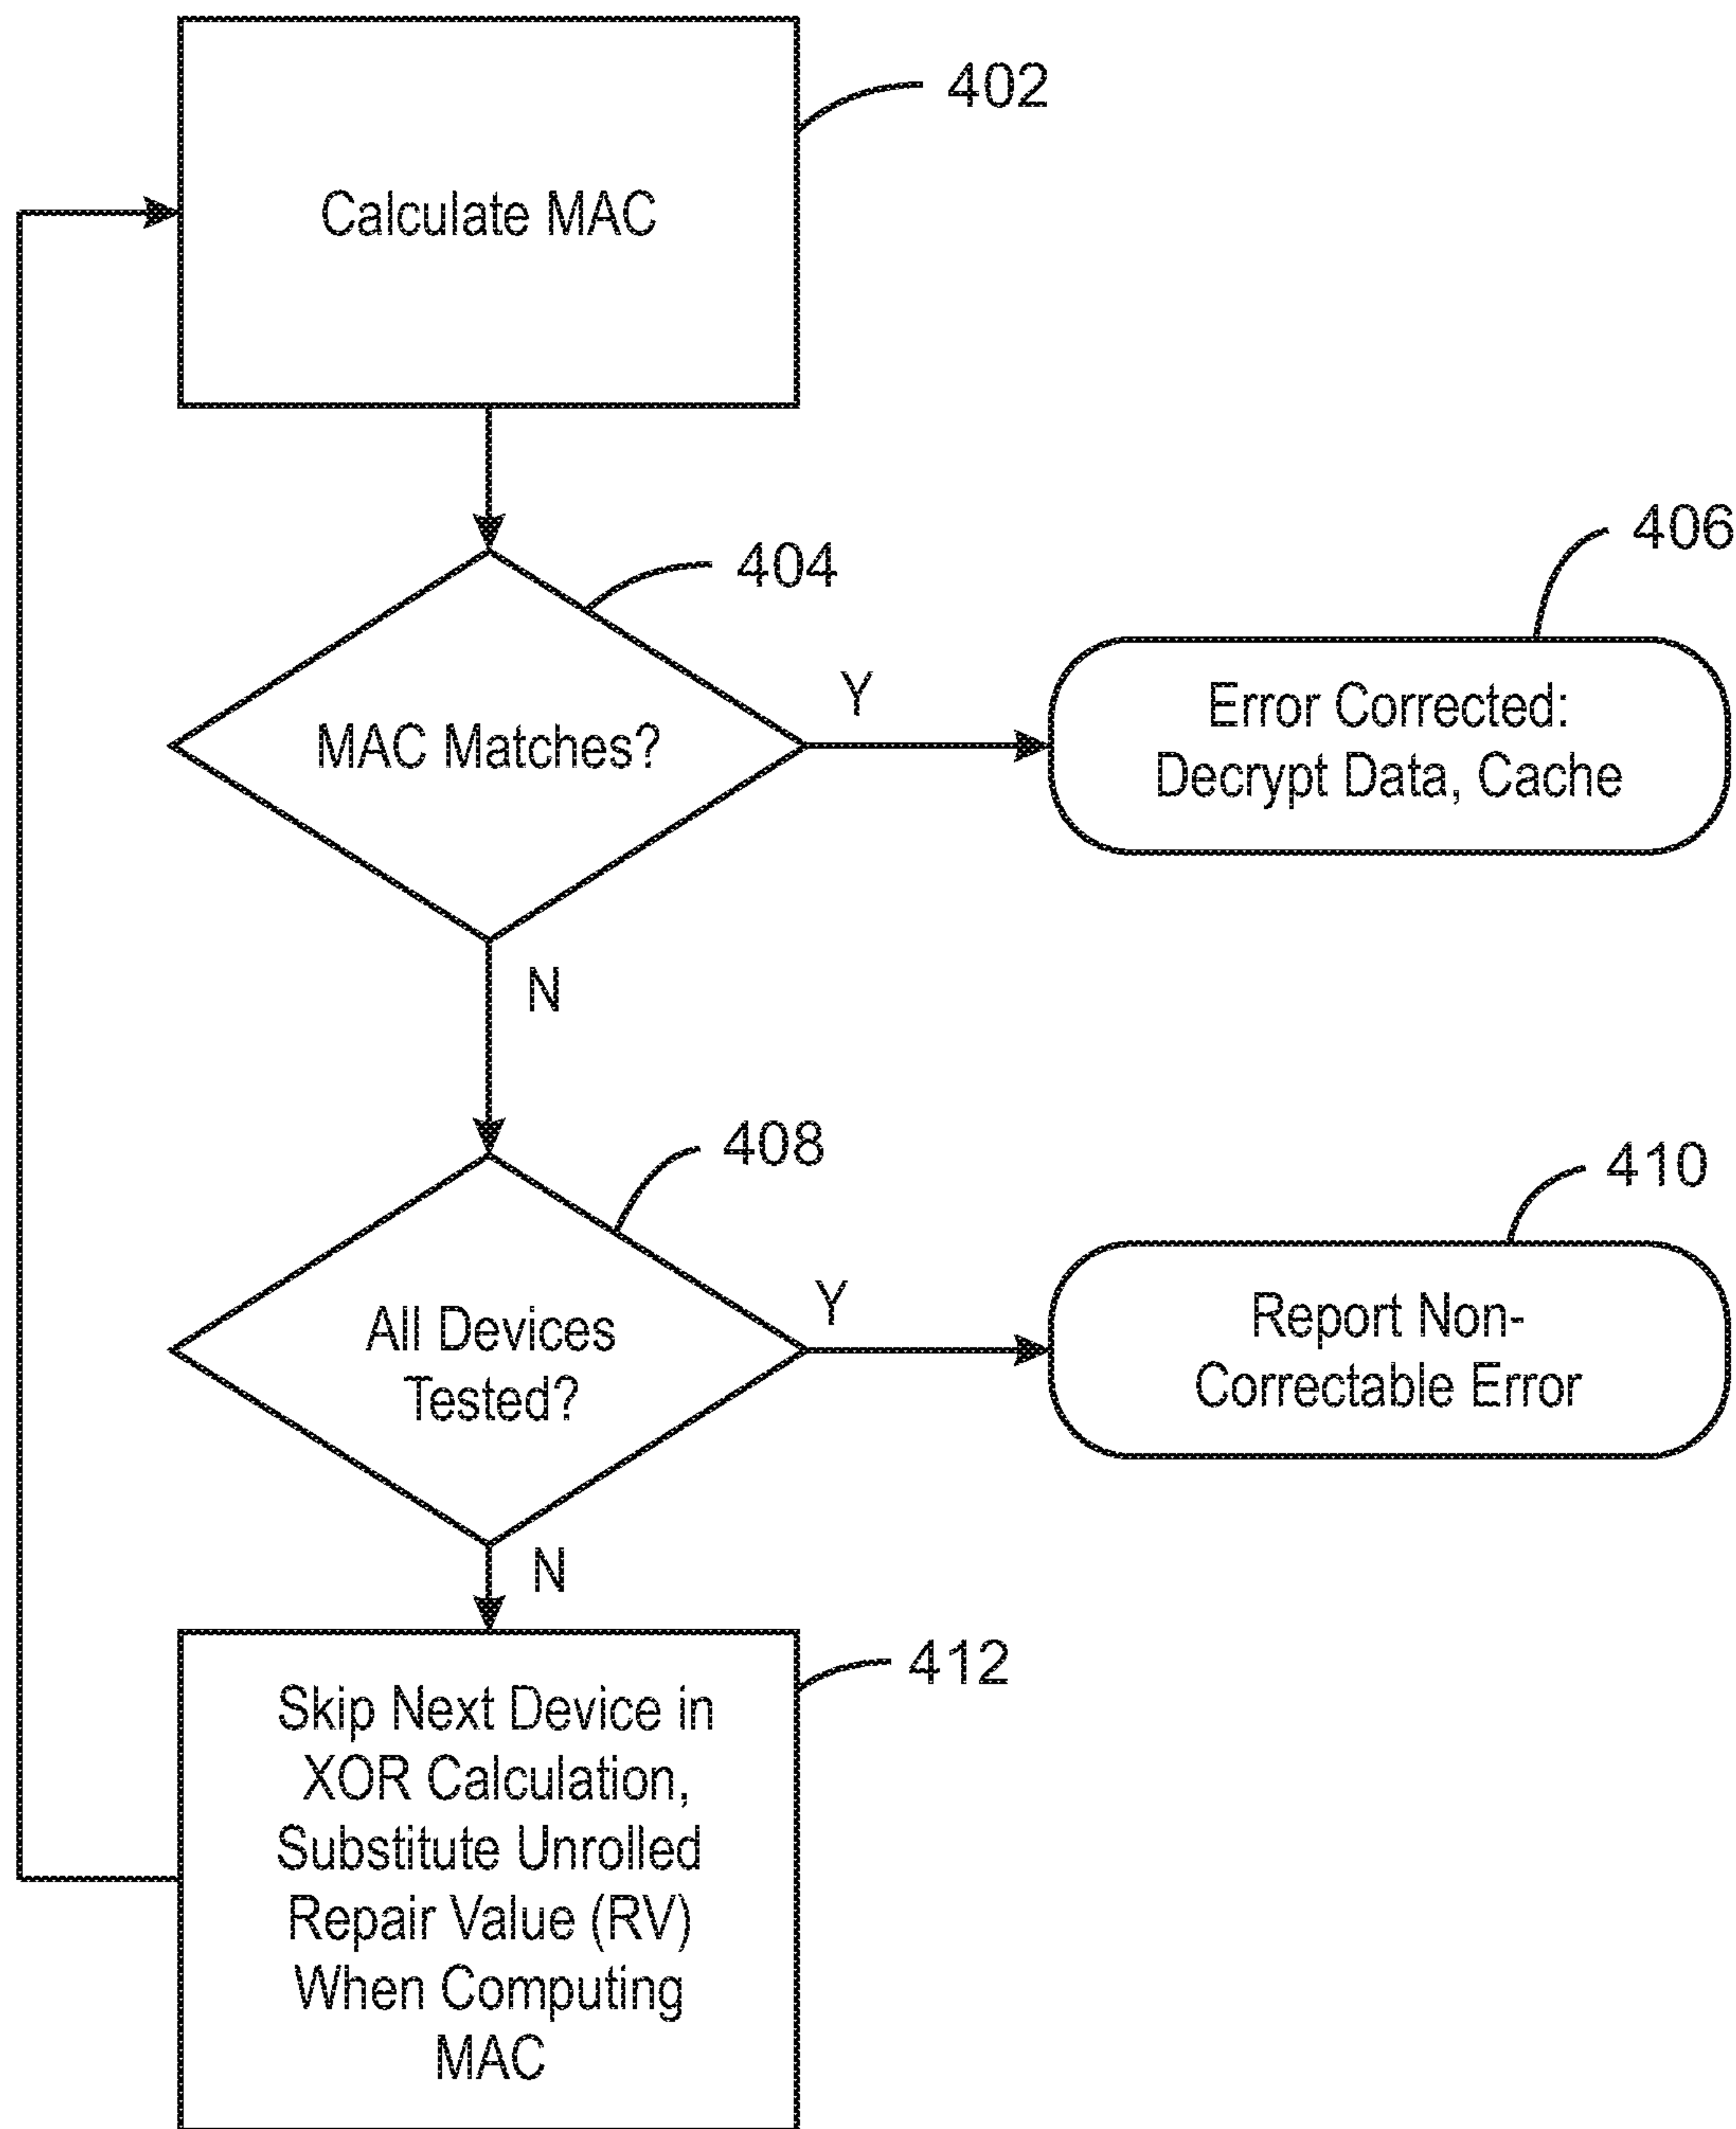 402
Calculate MAC
404
MAC Matches?
Y
406
Error Corrected:
Decrypt Data, Cache
N
408
All Devices
Tested?
Y
410
Report Non-
Correctable Error
N
412
Skip Next Device in
XOR Calculation,
Substitute Unrolled
Repair Value (RV)
When Computing
MAC